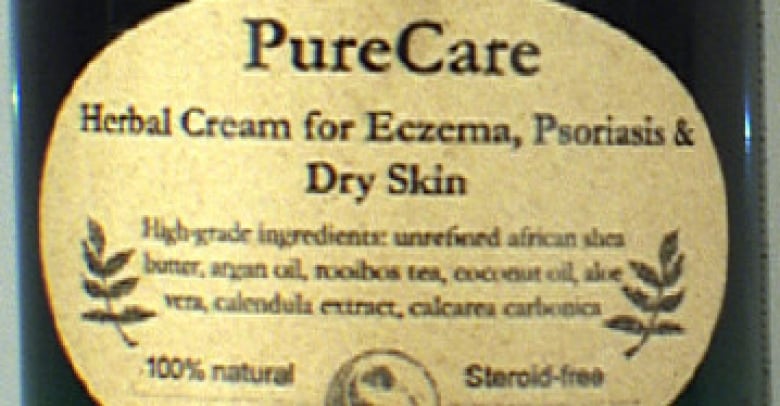 PureCare
Herbal Cream for Eczema, Psoriasis &
Dry Skin
High-grade ingredients: unrefined african shea
butter, argan oil, rooibos tea, coconut oil, aloe
vera, calendula extract, calcarea carbonica
100% natural
Steroid-free